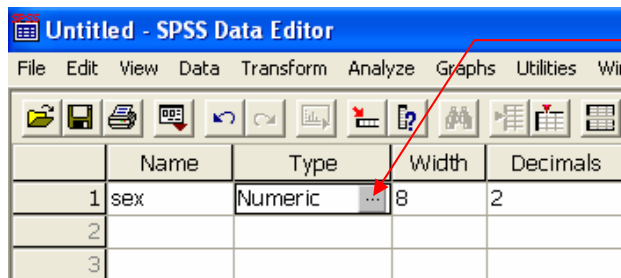 Untitled - SPSS Data Editor
File Edit View Data Transform Analyze Graphs Utilities
Name Type Width Decimals
1 sex Numeric ... 8 2
2
3